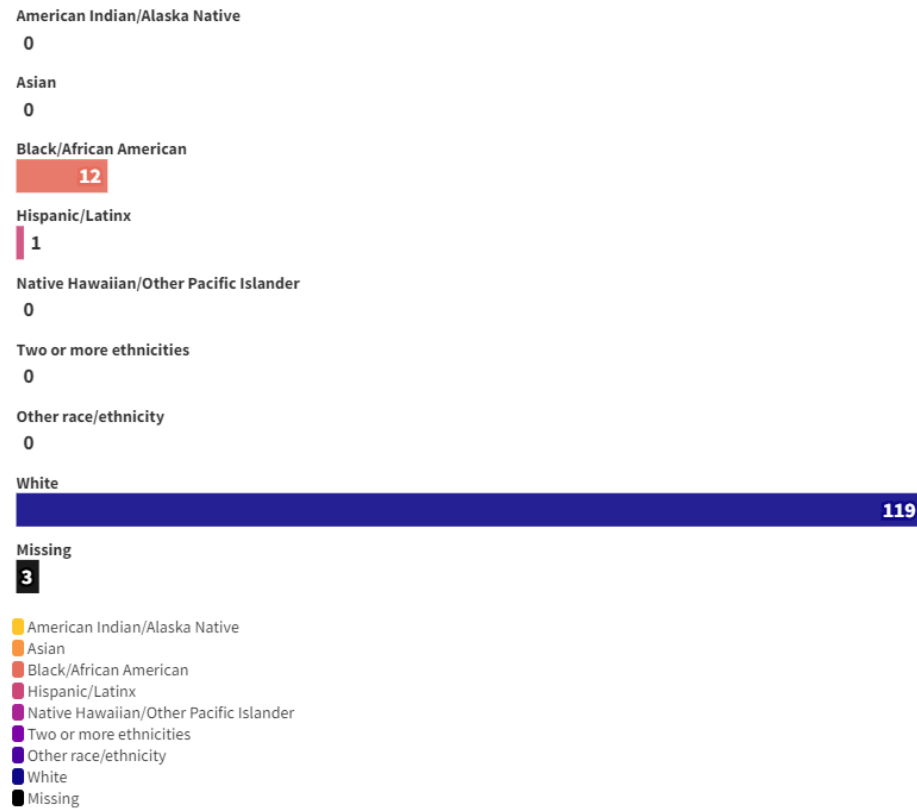 American Indian/Alaska Native
0
Asian
0
Black/African American
12
Hispanic/Latinx
1
Native Hawaiian/Other Pacific Islander
0
Two or more ethnicities
0
Other race/ethnicity
0
White
119
Missing
3
American Indian/Alaska Native
Asian
Black/African American
Hispanic/Latinx
Native Hawaiian/Other Pacific Islander
Two or more ethnicities
Other race/ethnicity
White
Missing